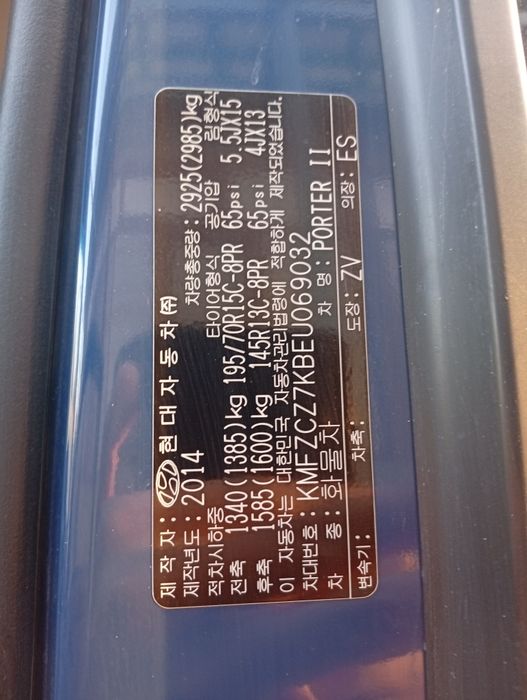 제 작 자: 현대자동차(주)
제작년도: 2014 차량총중량: 2925(2985)kg
적차시하중 타이어형식 공기압 림형식
전축 1340(1385)kg 195/70R15C-8PR 65psi 5.5JX15
후축 1585(1600)kg 145R13C-8PR 65psi 4JX13
이 자동차는 대한민국 자동차관리법령에 적합하게 제작되었습니다.
차대번호: KMFZCZ7KBEU069032
차 종: 화물차 차 명: PORTER II
변속기: 차축: 도장: ZV 의장: ES